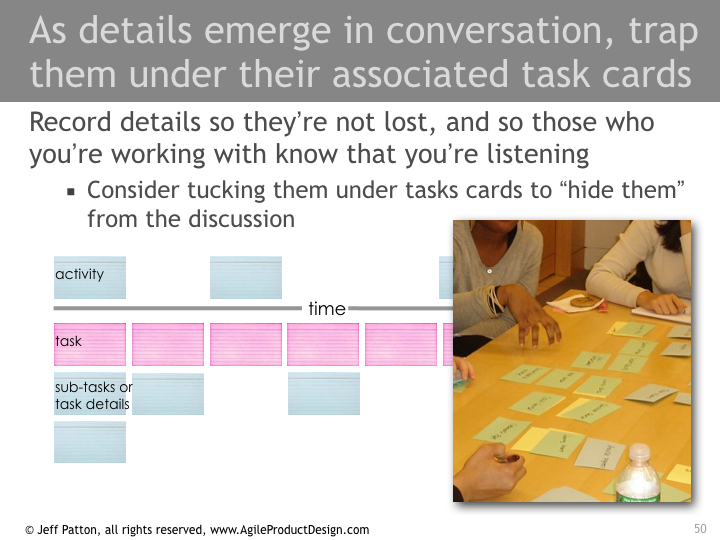 As details emerge in conversation, trap
them under their associated task cards
Record details so they’re not lost, and so those who
you’re working with know that you’re listening
▪ Consider tucking them under tasks cards to “hide them”
from the discussion
activity
time
task
sub-tasks or
task details
© Jeff Patton, all rights reserved, www.AgileProductDesign.com
50